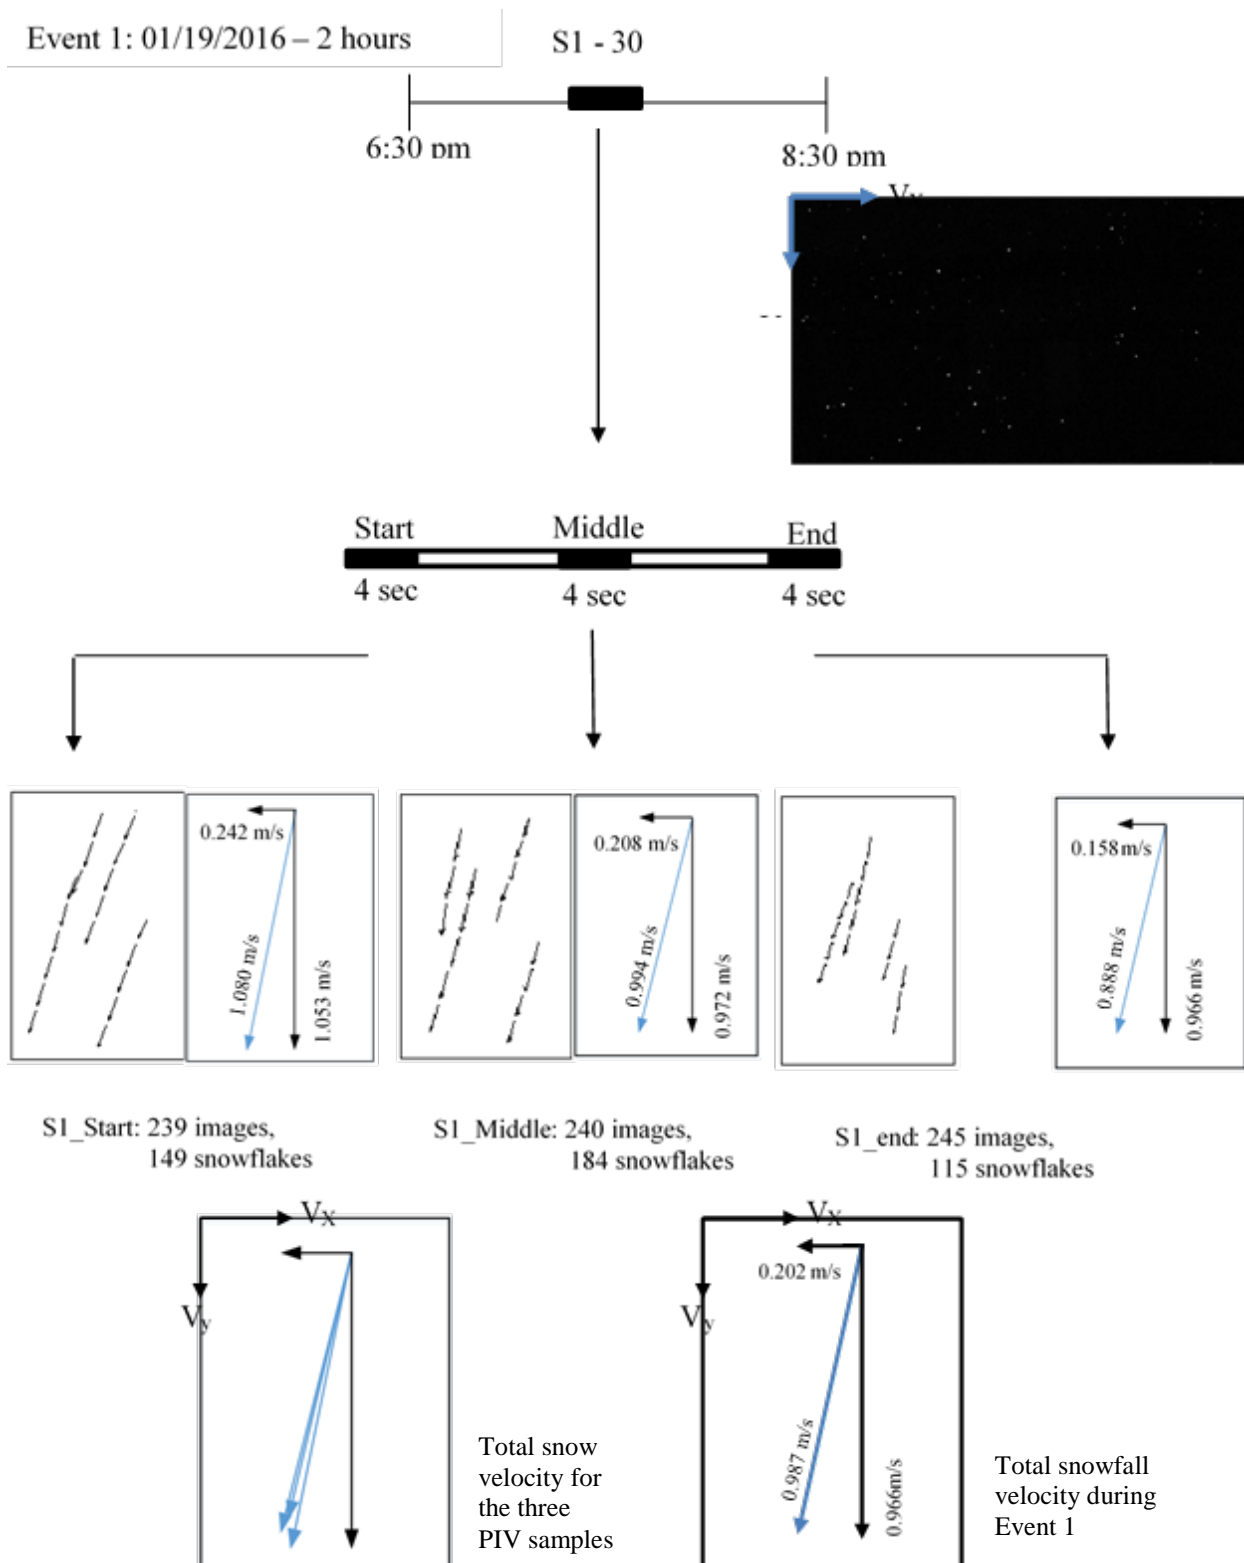 Event 1: 01/19/2016 – 2 hours
S1 - 30
6:30 pm
8:30 pm
Start
Middle
End
4 sec
4 sec
4 sec
0.242 m/s
1.080 m/s
1.053 m/s
0.208 m/s
0.994 m/s
0.972 m/s
0.158m/s
0.888 m/s
0.966 m/s
S1_Start: 239 images,
149 snowflakes
S1_Middle: 240 images,
184 snowflakes
S1_end: 245 images,
115 snowflakes
VX
Vy
Total snow
velocity for
the three
PIV samples
VX
Vy
0.202 m/s
0.987 m/s
0.966m/s
Total snowfall
velocity during
Event 1